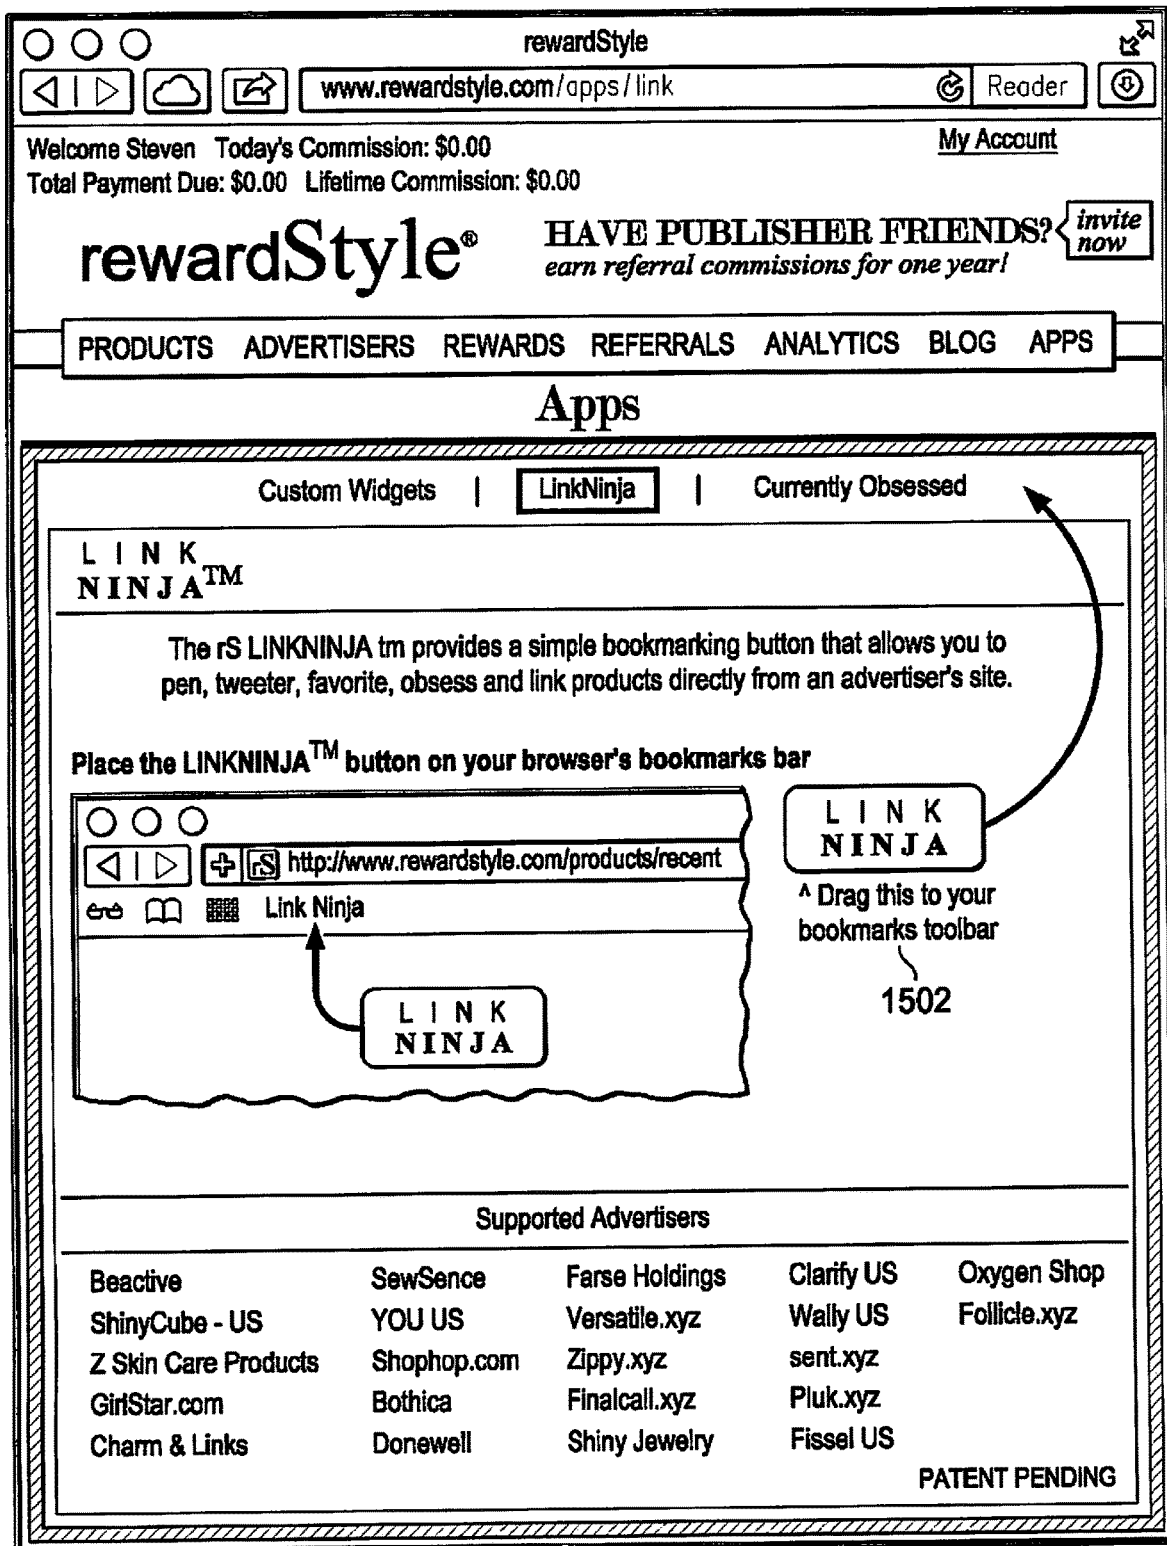 rewardStyle
www.rewardstyle.com/apps/link
Reader
Welcome Steven Today's Commission: $0.00
My Account
Total Payment Due: $0.00 Lifetime Commission: $0.00
rewardStyle®
HAVE PUBLISHER FRIENDS?
earn referral commissions for one year!
invite
now
PRODUCTS ADVERTISERS REWARDS REFERRALS ANALYTICS BLOG APPS
Apps
Custom Widgets | LinkNinja | Currently Obsessed
LINK
NINJA™
The rS LINKNINJA tm provides a simple bookmarking button that allows you to
pen, tweeter, favorite, obsess and link products directly from an advertiser's site.
Place the LINKNINJA™ button on your browser's bookmarks bar
rS http://www.rewardstyle.com/products/recent
Link Ninja
LINK
NINJA
LINK
NINJA
^ Drag this to your
bookmarks toolbar
1502
Supported Advertisers
Beactive SewSence Farse Holdings Clarify US Oxygen Shop
ShinyCube - US YOU US Versatile.xyz Wally US Follicle.xyz
Z Skin Care Products Shophop.com Zippy.xyz sent.xyz
GirlStar.com Bothica Finalcall.xyz Pluk.xyz
Charm & Links Donewell Shiny Jewelry Fissel US
PATENT PENDING